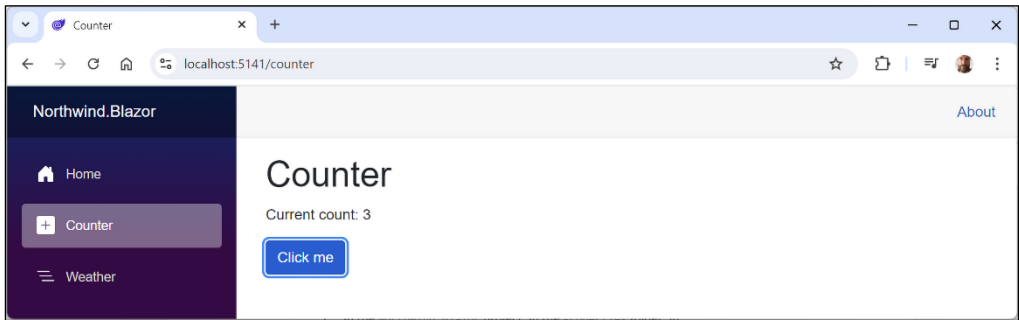 Counter
localhost:5141/counter
Northwind.Blazor
About
Home
Counter
Counter
Current count: 3
Click me
Weather